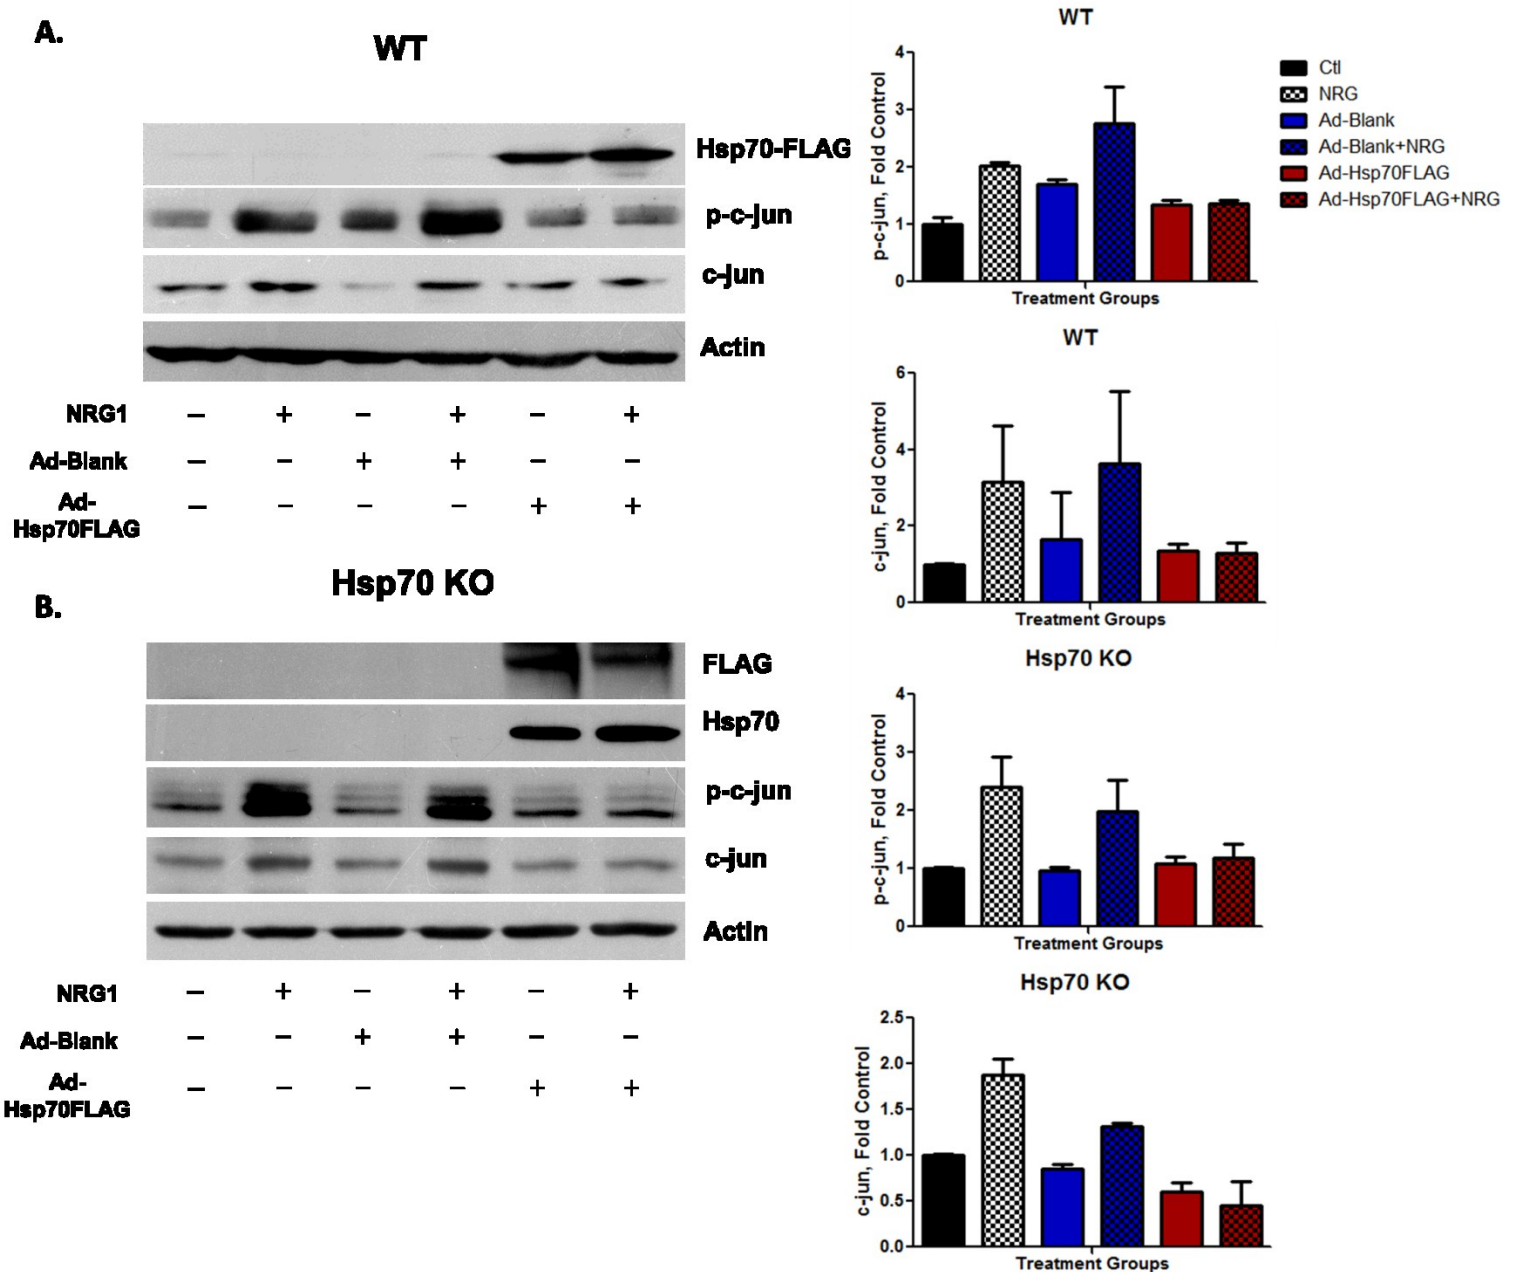 A.
WT
Hsp70-FLAG
p-c-jun
c-jun
Actin
NRG1 – + – + – +
Ad-Blank – – + + – –
Ad-
Hsp70FLAG – – – – + +
Hsp70 KO
B.
FLAG
Hsp70
p-c-jun
c-jun
Actin
NRG1 – + – + – +
Ad-Blank – – + + – –
Ad-
Hsp70FLAG – – – – + +
WT
p-c-jun, Fold Control
4
3
2
1
0
Treatment Groups
Ctl
NRG
Ad-Blank
Ad-Blank+NRG
Ad-Hsp70FLAG
Ad-Hsp70FLAG+NRG
WT
c-jun, Fold Control
6
4
2
0
Treatment Groups
Hsp70 KO
p-c-jun, Fold Control
4
3
2
1
0
Treatment Groups
Hsp70 KO
c-jun, Fold Control
2.5
2.0
1.5
1.0
0.5
0.0
Treatment Groups